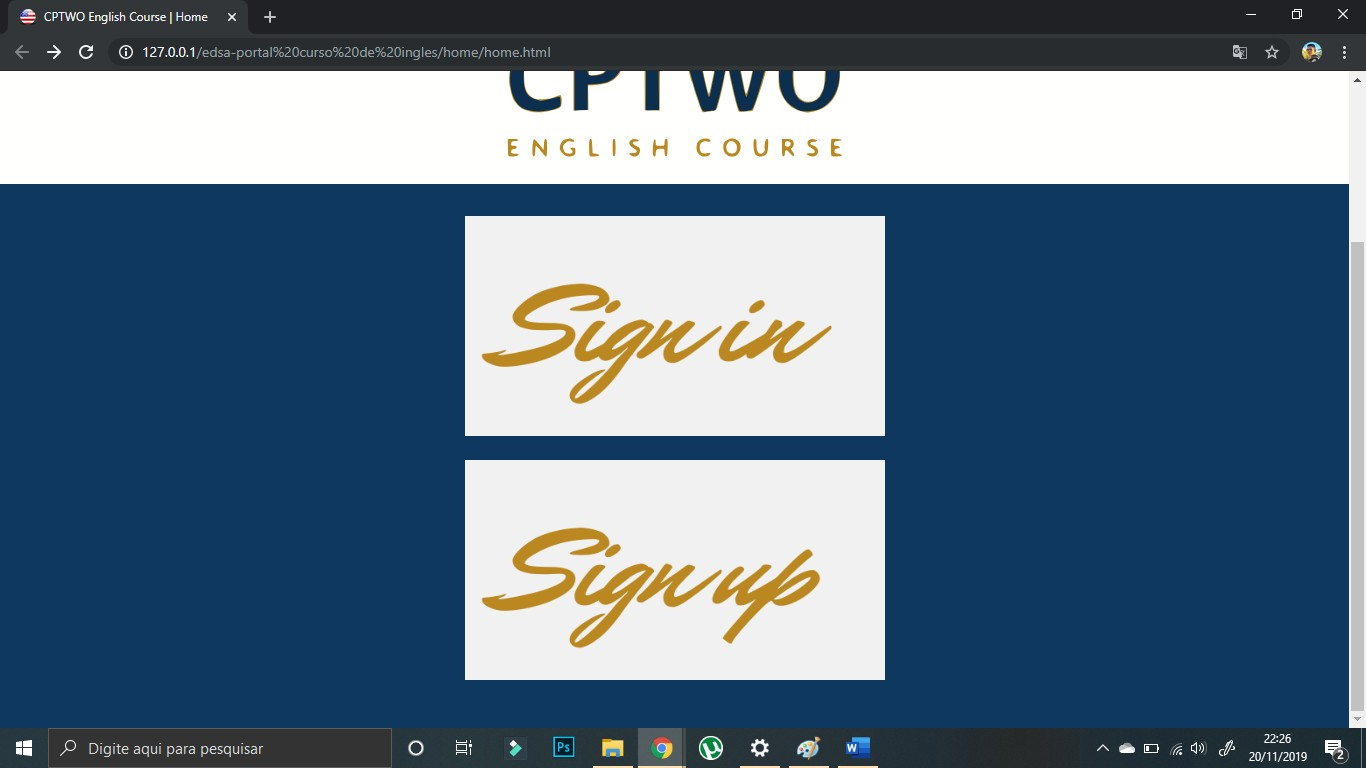 CPTWO English Course | Home
127.0.0.1/edsa-portal%20curso%20de%20ingles/home/home.html
CPTWO
ENGLISH COURSE
Sign in
Sign up
Digite aqui para pesquisar
Ps
W
22:26
20/11/2019
2